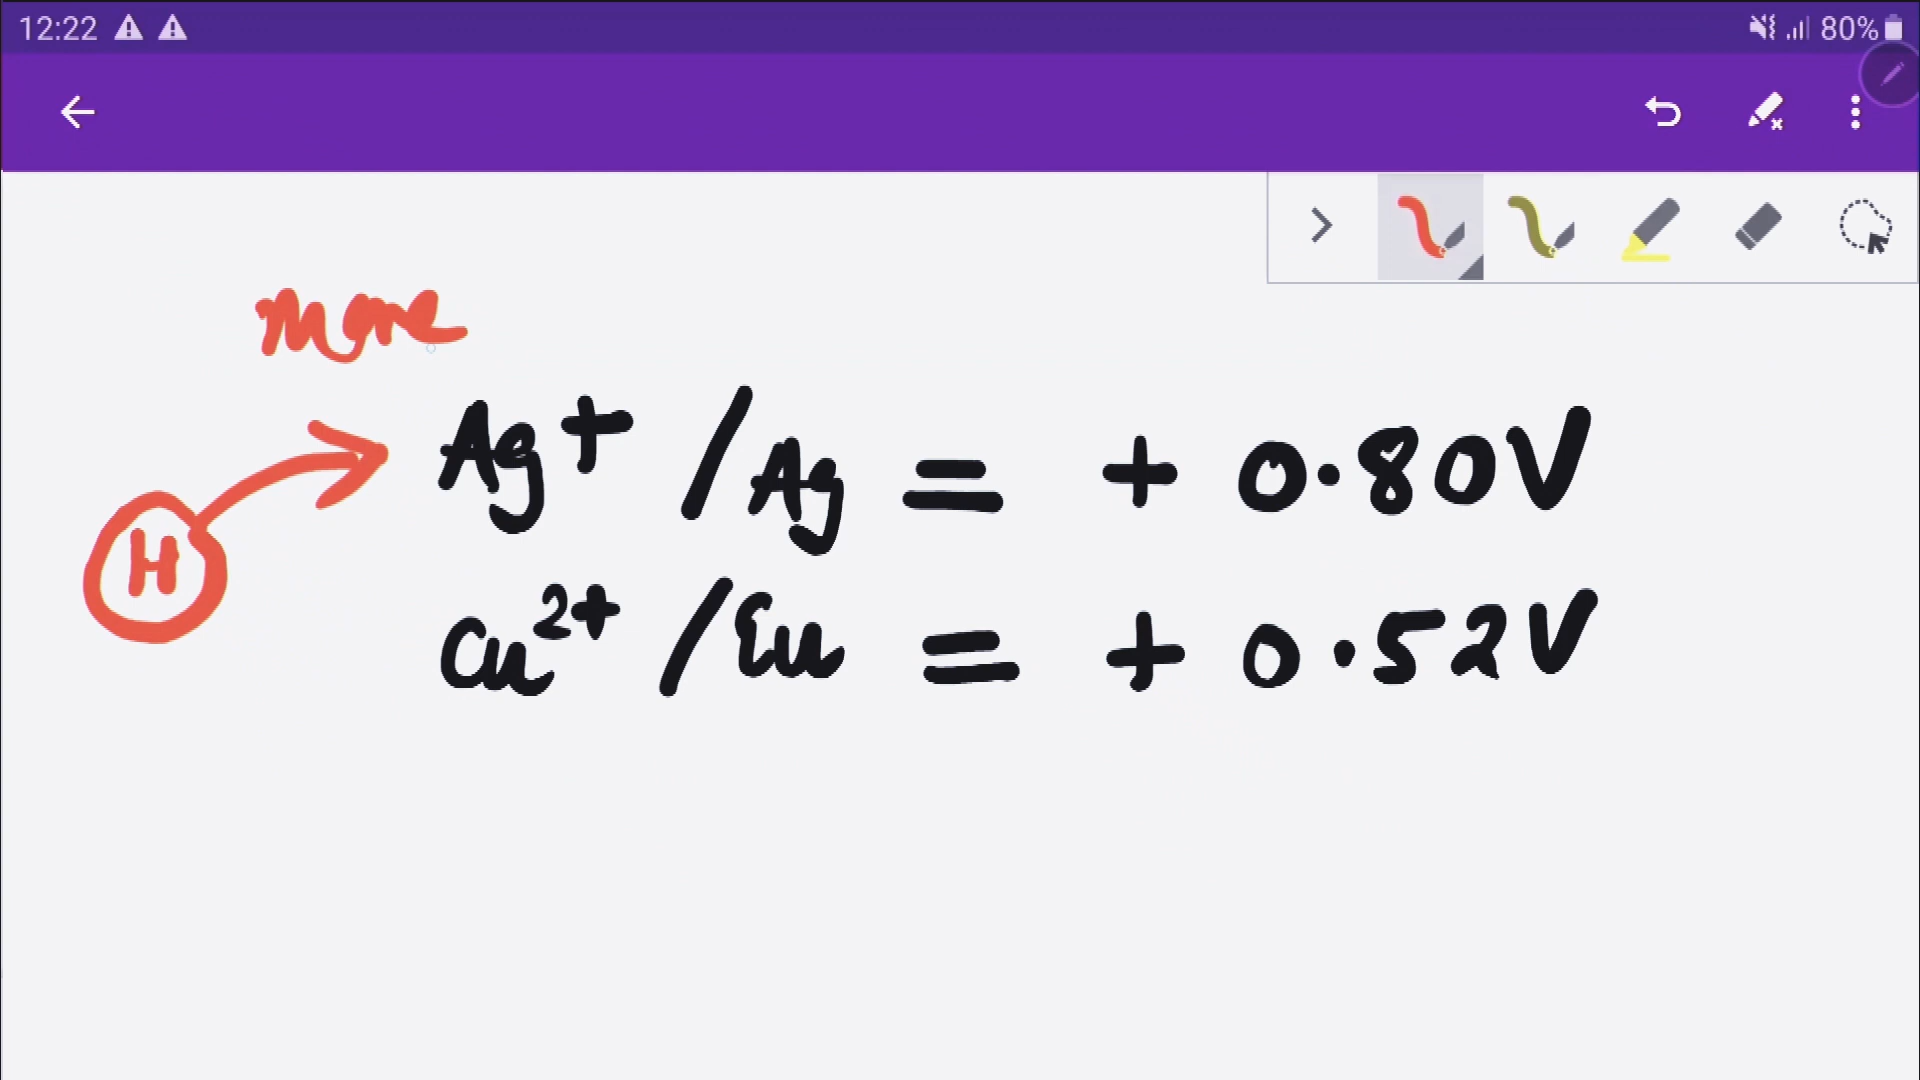 12:22
80%
More
Ag+ /Ag = + 0.80V
H
Cu²⁺ /Cu = + 0.52V